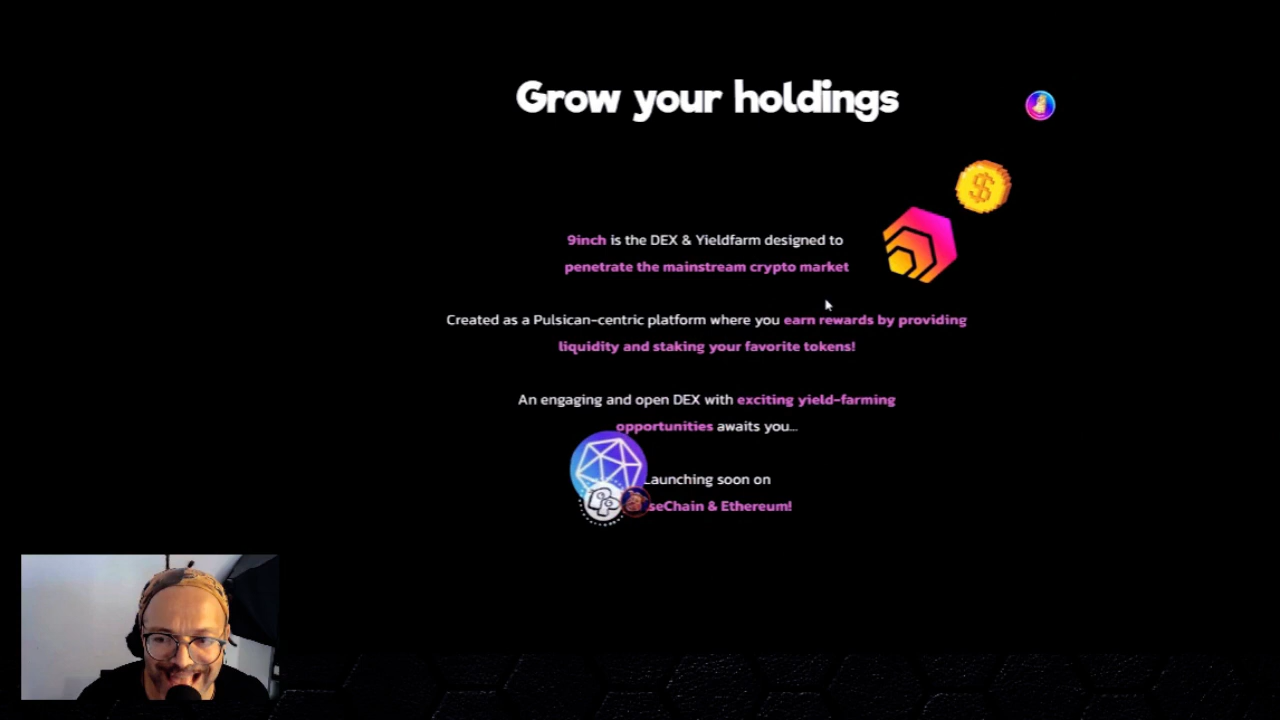 Grow your holdings
9inch is the DEX & Yieldfarm designed to
penetrate the mainstream crypto market
Created as a Pulsican-centric platform where you earn rewards by providing
liquidity and staking your favorite tokens!
An engaging and open DEX with exciting yield-farming
opportunities awaits you...
Launching soon on
seChain & Ethereum!